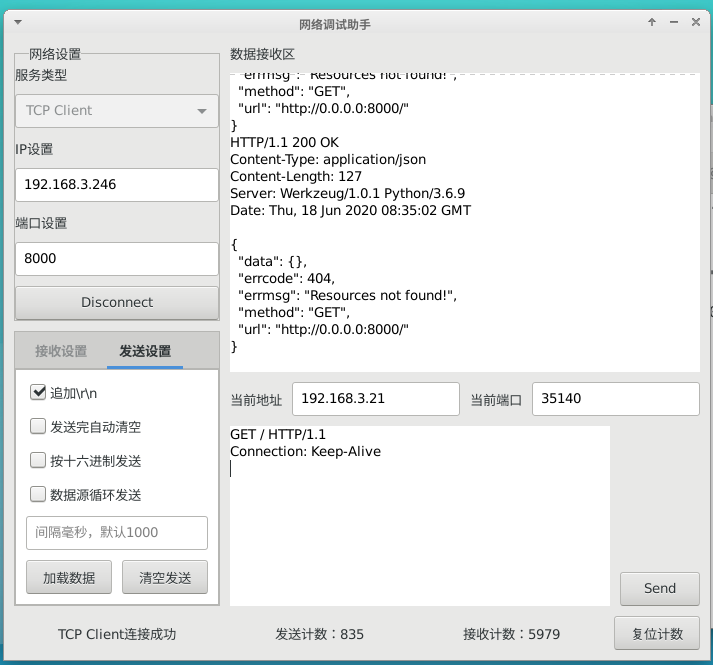 网络调试助手
网络设置
服务类型
TCP Client
IP设置
192.168.3.246
端口设置
8000
Disconnect
接收设置 发送设置
追加\r\n
发送完自动清空
按十六进制发送
数据源循环发送
间隔毫秒，默认1000
加载数据 清空发送
数据接收区
"errmsg": "Resources not found!",
"method": "GET",
"url": "http://0.0.0.0:8000/"
}
HTTP/1.1 200 OK
Content-Type: application/json
Content-Length: 127
Server: Werkzeug/1.0.1 Python/3.6.9
Date: Thu, 18 Jun 2020 08:35:02 GMT
{
"data": {},
"errcode": 404,
"errmsg": "Resources not found!",
"method": "GET",
"url": "http://0.0.0.0:8000/"
}
当前地址 192.168.3.21 当前端口 35140
GET / HTTP/1.1
Connection: Keep-Alive
Send
TCP Client连接成功 发送计数：835 接收计数：5979 复位计数